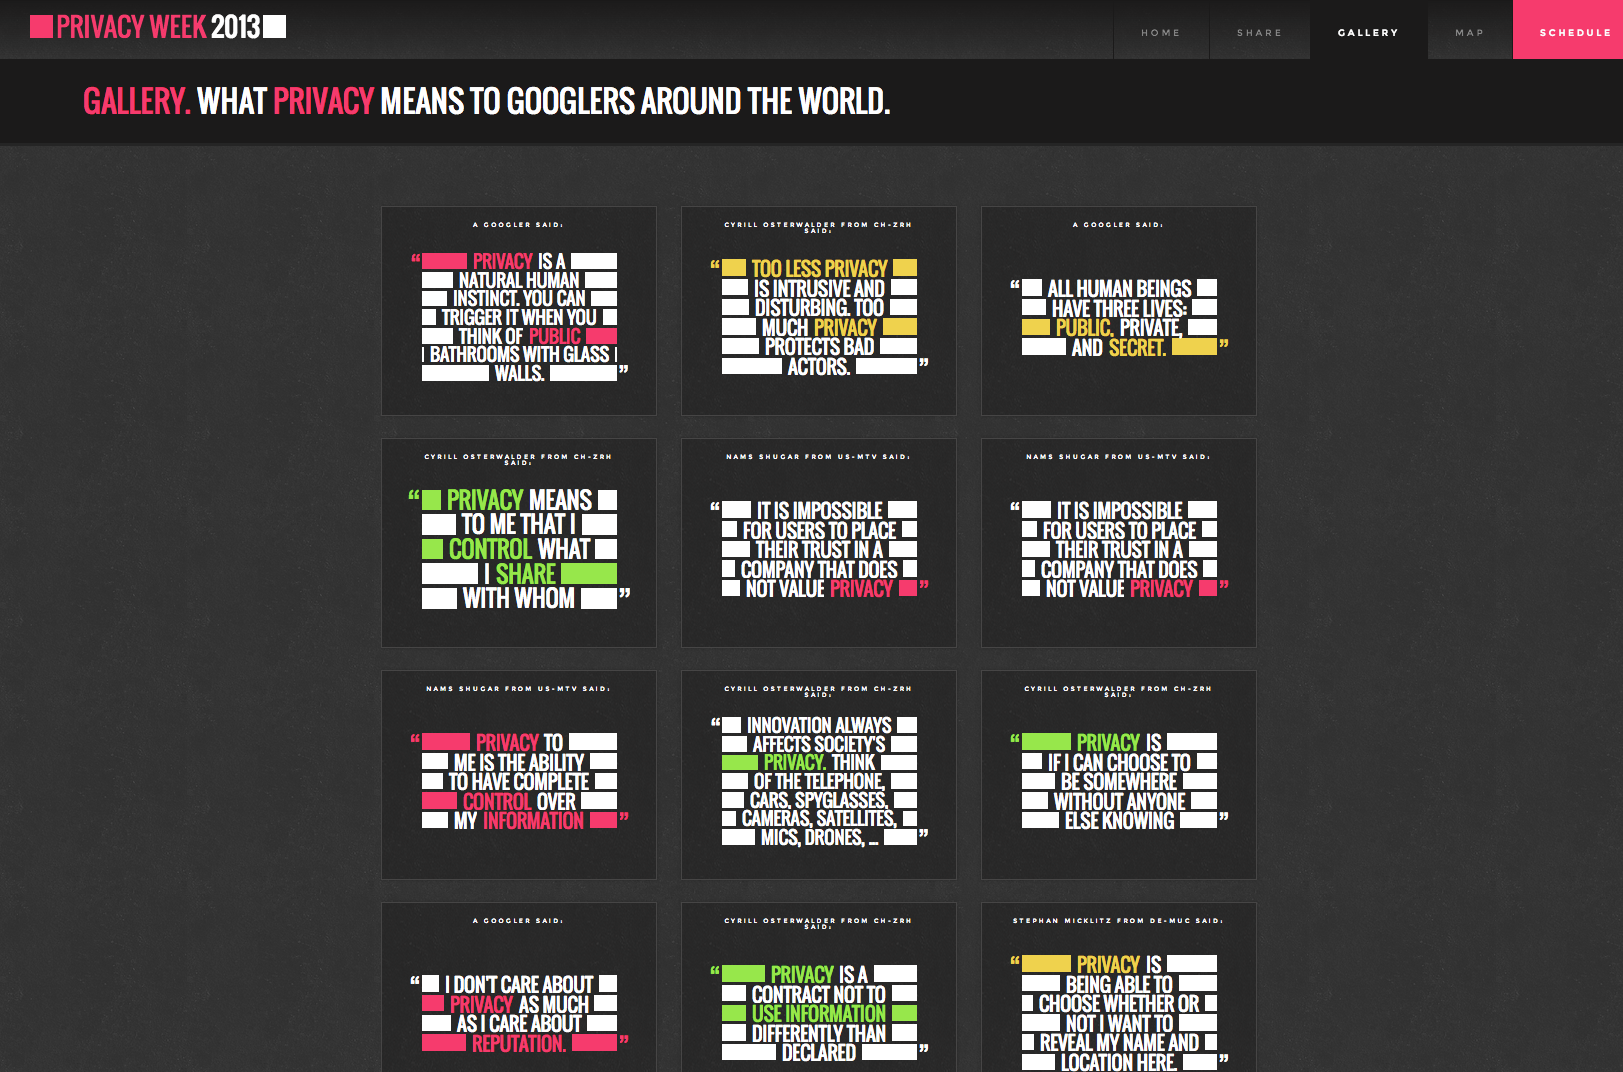 PRIVACY WEEK 2013
HOME
SHARE
GALLERY
MAP
SCHEDULE
GALLERY. WHAT PRIVACY MEANS TO GOOGLERS AROUND THE WORLD.
A GOOGLER SAID:
“ PRIVACY IS A
NATURAL HUMAN
INSTINCT. YOU CAN
TRIGGER IT WHEN YOU
THINK OF PUBLIC
BATHROOMS WITH GLASS
WALLS. ”
CYRILL OSTERWALDER FROM CH-ZRH
SAID:
“ TOO LESS PRIVACY
IS INTRUSIVE AND
DISTURBING. TOO
MUCH PRIVACY
PROTECTS BAD
ACTORS. ”
A GOOGLER SAID:
“ ALL HUMAN BEINGS
HAVE THREE LIVES:
PUBLIC, PRIVATE,
AND SECRET. ”
CYRILL OSTERWALDER FROM CH-ZRH
SAID:
“ PRIVACY MEANS
TO ME THAT I
CONTROL WHAT
I SHARE
WITH WHOM ”
NAMS SHUGAR FROM US-MTV SAID:
“ IT IS IMPOSSIBLE
FOR USERS TO PLACE
THEIR TRUST IN A
COMPANY THAT DOES
NOT VALUE PRIVACY ”
NAMS SHUGAR FROM US-MTV SAID:
“ IT IS IMPOSSIBLE
FOR USERS TO PLACE
THEIR TRUST IN A
COMPANY THAT DOES
NOT VALUE PRIVACY ”
NAMS SHUGAR FROM US-MTV SAID:
“ PRIVACY TO
ME IS THE ABILITY
TO HAVE COMPLETE
CONTROL OVER
MY INFORMATION ”
CYRILL OSTERWALDER FROM CH-ZRH
SAID:
“ INNOVATION ALWAYS
AFFECTS SOCIETY'S
PRIVACY. THINK
OF THE TELEPHONE,
CARS, SPYGLASSES,
CAMERAS, SATELLITES,
MICS, DRONES, ... ”
CYRILL OSTERWALDER FROM CH-ZRH
SAID:
“ PRIVACY IS
IF I CAN CHOOSE TO
BE SOMEWHERE
WITHOUT ANYONE
ELSE KNOWING ”
A GOOGLER SAID:
“ I DON'T CARE ABOUT
PRIVACY AS MUCH
AS I CARE ABOUT
REPUTATION. ”
CYRILL OSTERWALDER FROM CH-ZRH
SAID:
“ PRIVACY IS A
CONTRACT NOT TO
USE INFORMATION
DIFFERENTLY THAN
DECLARED ”
STEPHAN MICKLITZ FROM DE-MUC SAID:
“ PRIVACY IS
BEING ABLE TO
CHOOSE WHETHER OR
NOT I WANT TO
REVEAL MY NAME AND
LOCATION HERE. ”